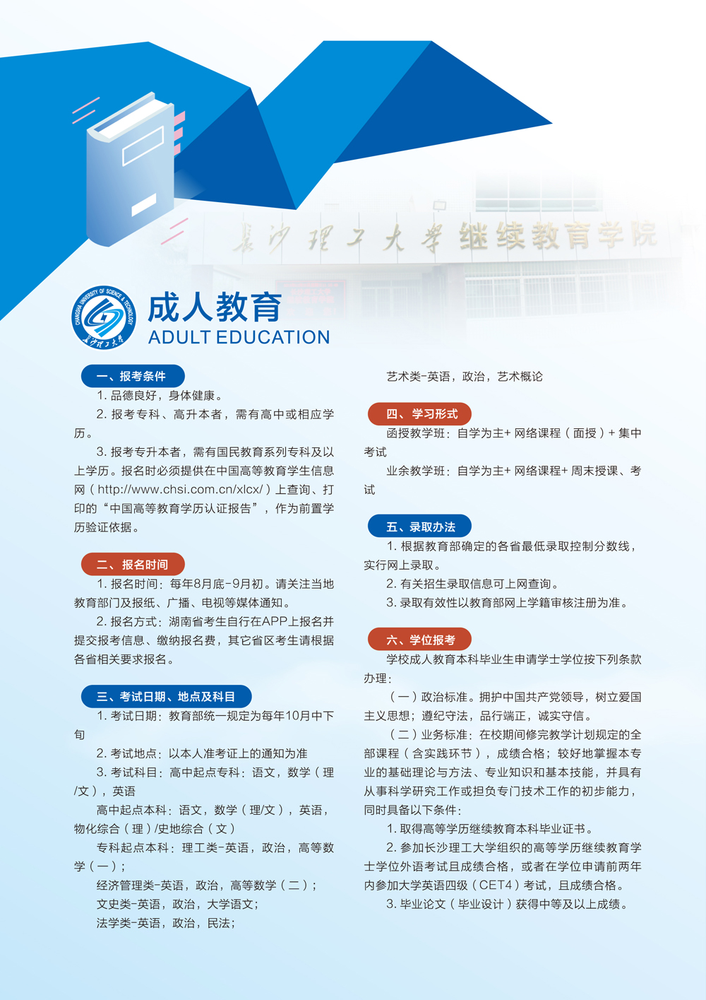 长沙理工大学继续教育学院
CHANGSHA UNIVERSITY OF SCIENCE & TECHNOLOGY
长沙理工大学
成人教育
ADULT EDUCATION
一、报考条件
1. 品德良好，身体健康。
2. 报考专科、高升本者，需有高中或相应学
历。
3. 报考专升本者，需有国民教育系列专科及以
上学历。报名时必须提供在中国高等教育学生信息
网（http://www.chsi.com.cn/xlcx/）上查询、打
印的“中国高等教育学历认证报告”，作为前置学
历验证依据。
二、 报名时间
1. 报名时间：每年8月底-9月初。请关注当地
教育部门及报纸、广播、电视等媒体通知。
2. 报名方式：湖南省考生自行在APP上报名并
提交报考信息、缴纳报名费，其它省区考生请根据
各省相关要求报名。
三、考试日期、地点及科目
1. 考试日期：教育部统一规定为每年10月中下
旬
2. 考试地点：以本人准考证上的通知为准
3. 考试科目：高中起点专科：语文，数学（理
/文），英语
高中起点本科：语文，数学（理/文），英语，
物化综合（理）/史地综合（文）
专科起点本科：理工类-英语，政治，高等数
学（一）；
经济管理类-英语，政治，高等数学（二）；
文史类-英语，政治，大学语文；
法学类-英语，政治，民法；
艺术类-英语，政治，艺术概论
四、 学习形式
函授教学班：自学为主+ 网络课程（面授）+ 集中
考试
业余教学班：自学为主+ 网络课程+ 周末授课、考
试
五、录取办法
1. 根据教育部确定的各省最低录取控制分数线，
实行网上录取。
2. 有关招生录取信息可上网查询。
3. 录取有效性以教育部网上学籍审核注册为准。
六、学位报考
学校成人教育本科毕业生申请学士学位按下列条款
办理：
（一）政治标准。拥护中国共产党领导，树立爱国
主义思想；遵纪守法，品行端正，诚实守信。
（二）业务标准：在校期间修完教学计划规定的全
部课程（含实践环节），成绩合格；较好地掌握本专
业的基础理论与方法、专业知识和基本技能，并具有
从事科学研究工作或担负专门技术工作的初步能力，
同时具备以下条件：
1. 取得高等学历继续教育本科毕业证书。
2. 参加长沙理工大学组织的高等学历继续教育学
士学位外语考试且成绩合格，或者在学位申请前两年
内参加大学英语四级（CET4）考试，且成绩合格。
3. 毕业论文（毕业设计）获得中等及以上成绩。